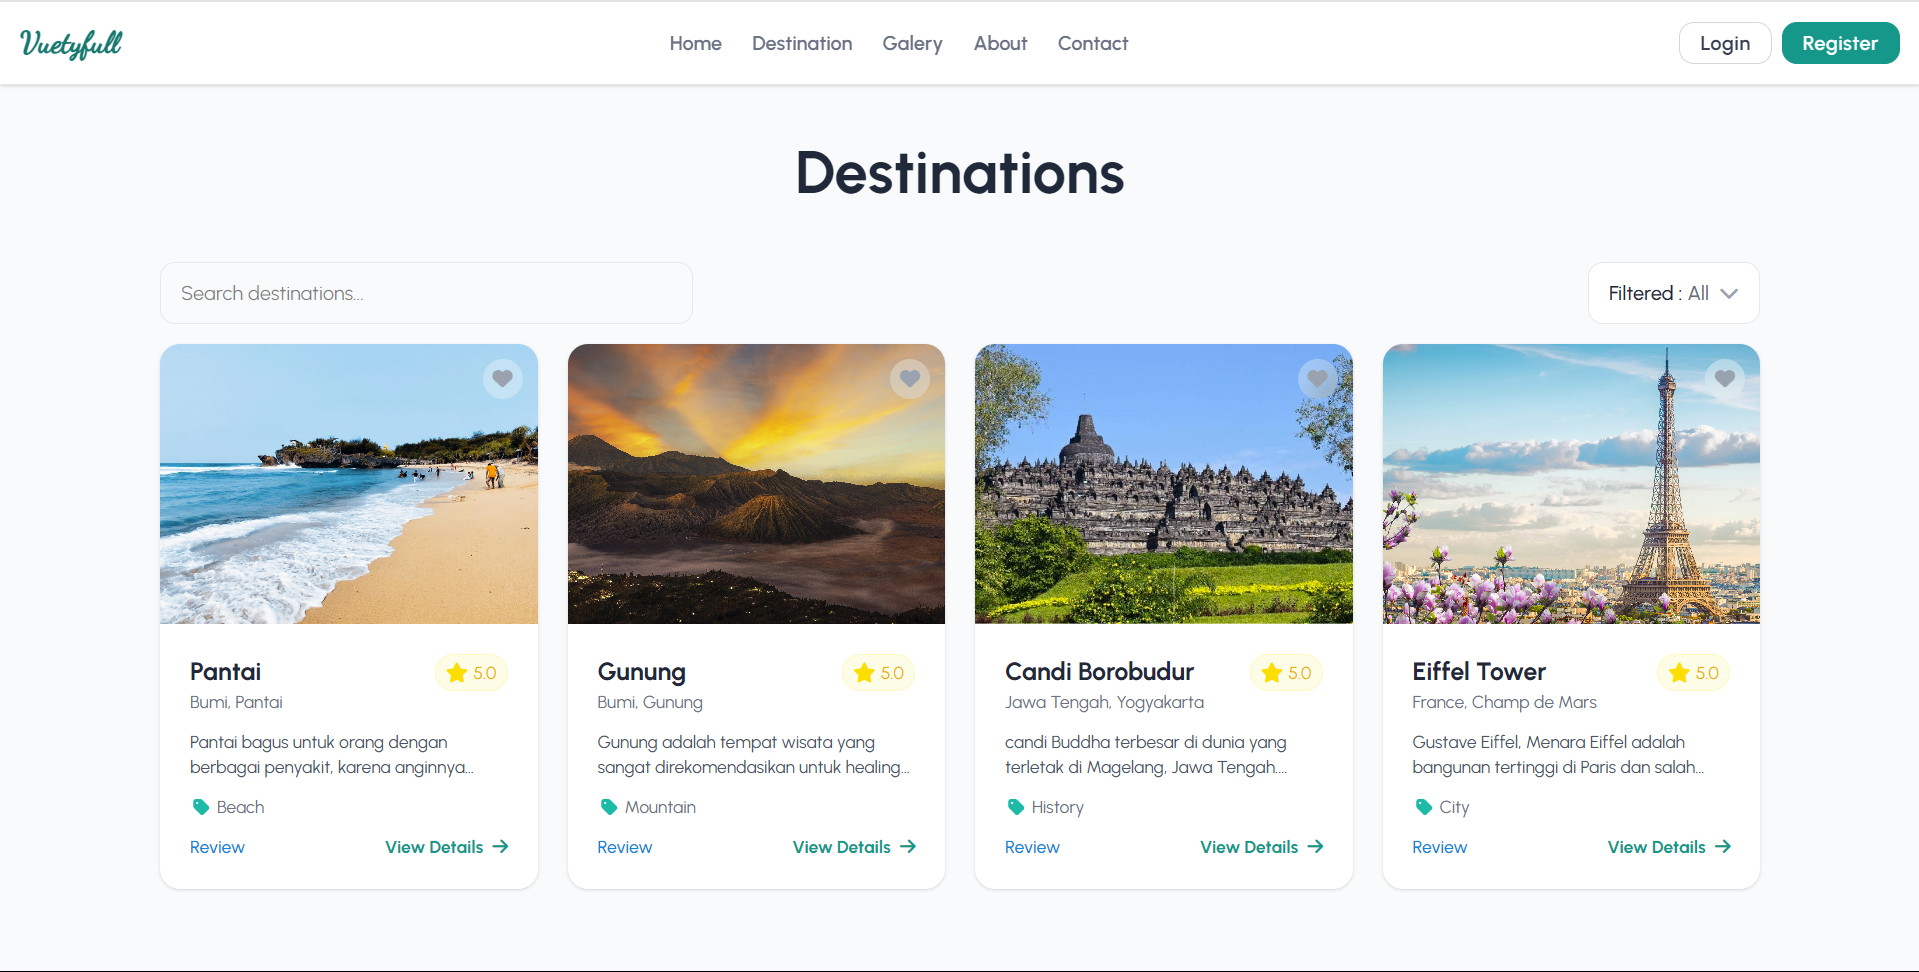 Vuetyfull
Home Destination Galery About Contact
Login Register
Destinations
Search destinations...
Filtered : All
Pantai
5.0
Bumi, Pantai
Pantai bagus untuk orang dengan
berbagai penyakit, karena anginnya...
Beach
Review View Details
Gunung
5.0
Bumi, Gunung
Gunung adalah tempat wisata yang
sangat direkomendasikan untuk healing...
Mountain
Review View Details
Candi Borobudur
5.0
Jawa Tengah, Yogyakarta
candi Buddha terbesar di dunia yang
terletak di Magelang, Jawa Tengah....
History
Review View Details
Eiffel Tower
5.0
France, Champ de Mars
Gustave Eiffel, Menara Eiffel adalah
bangunan tertinggi di Paris dan salah...
City
Review View Details